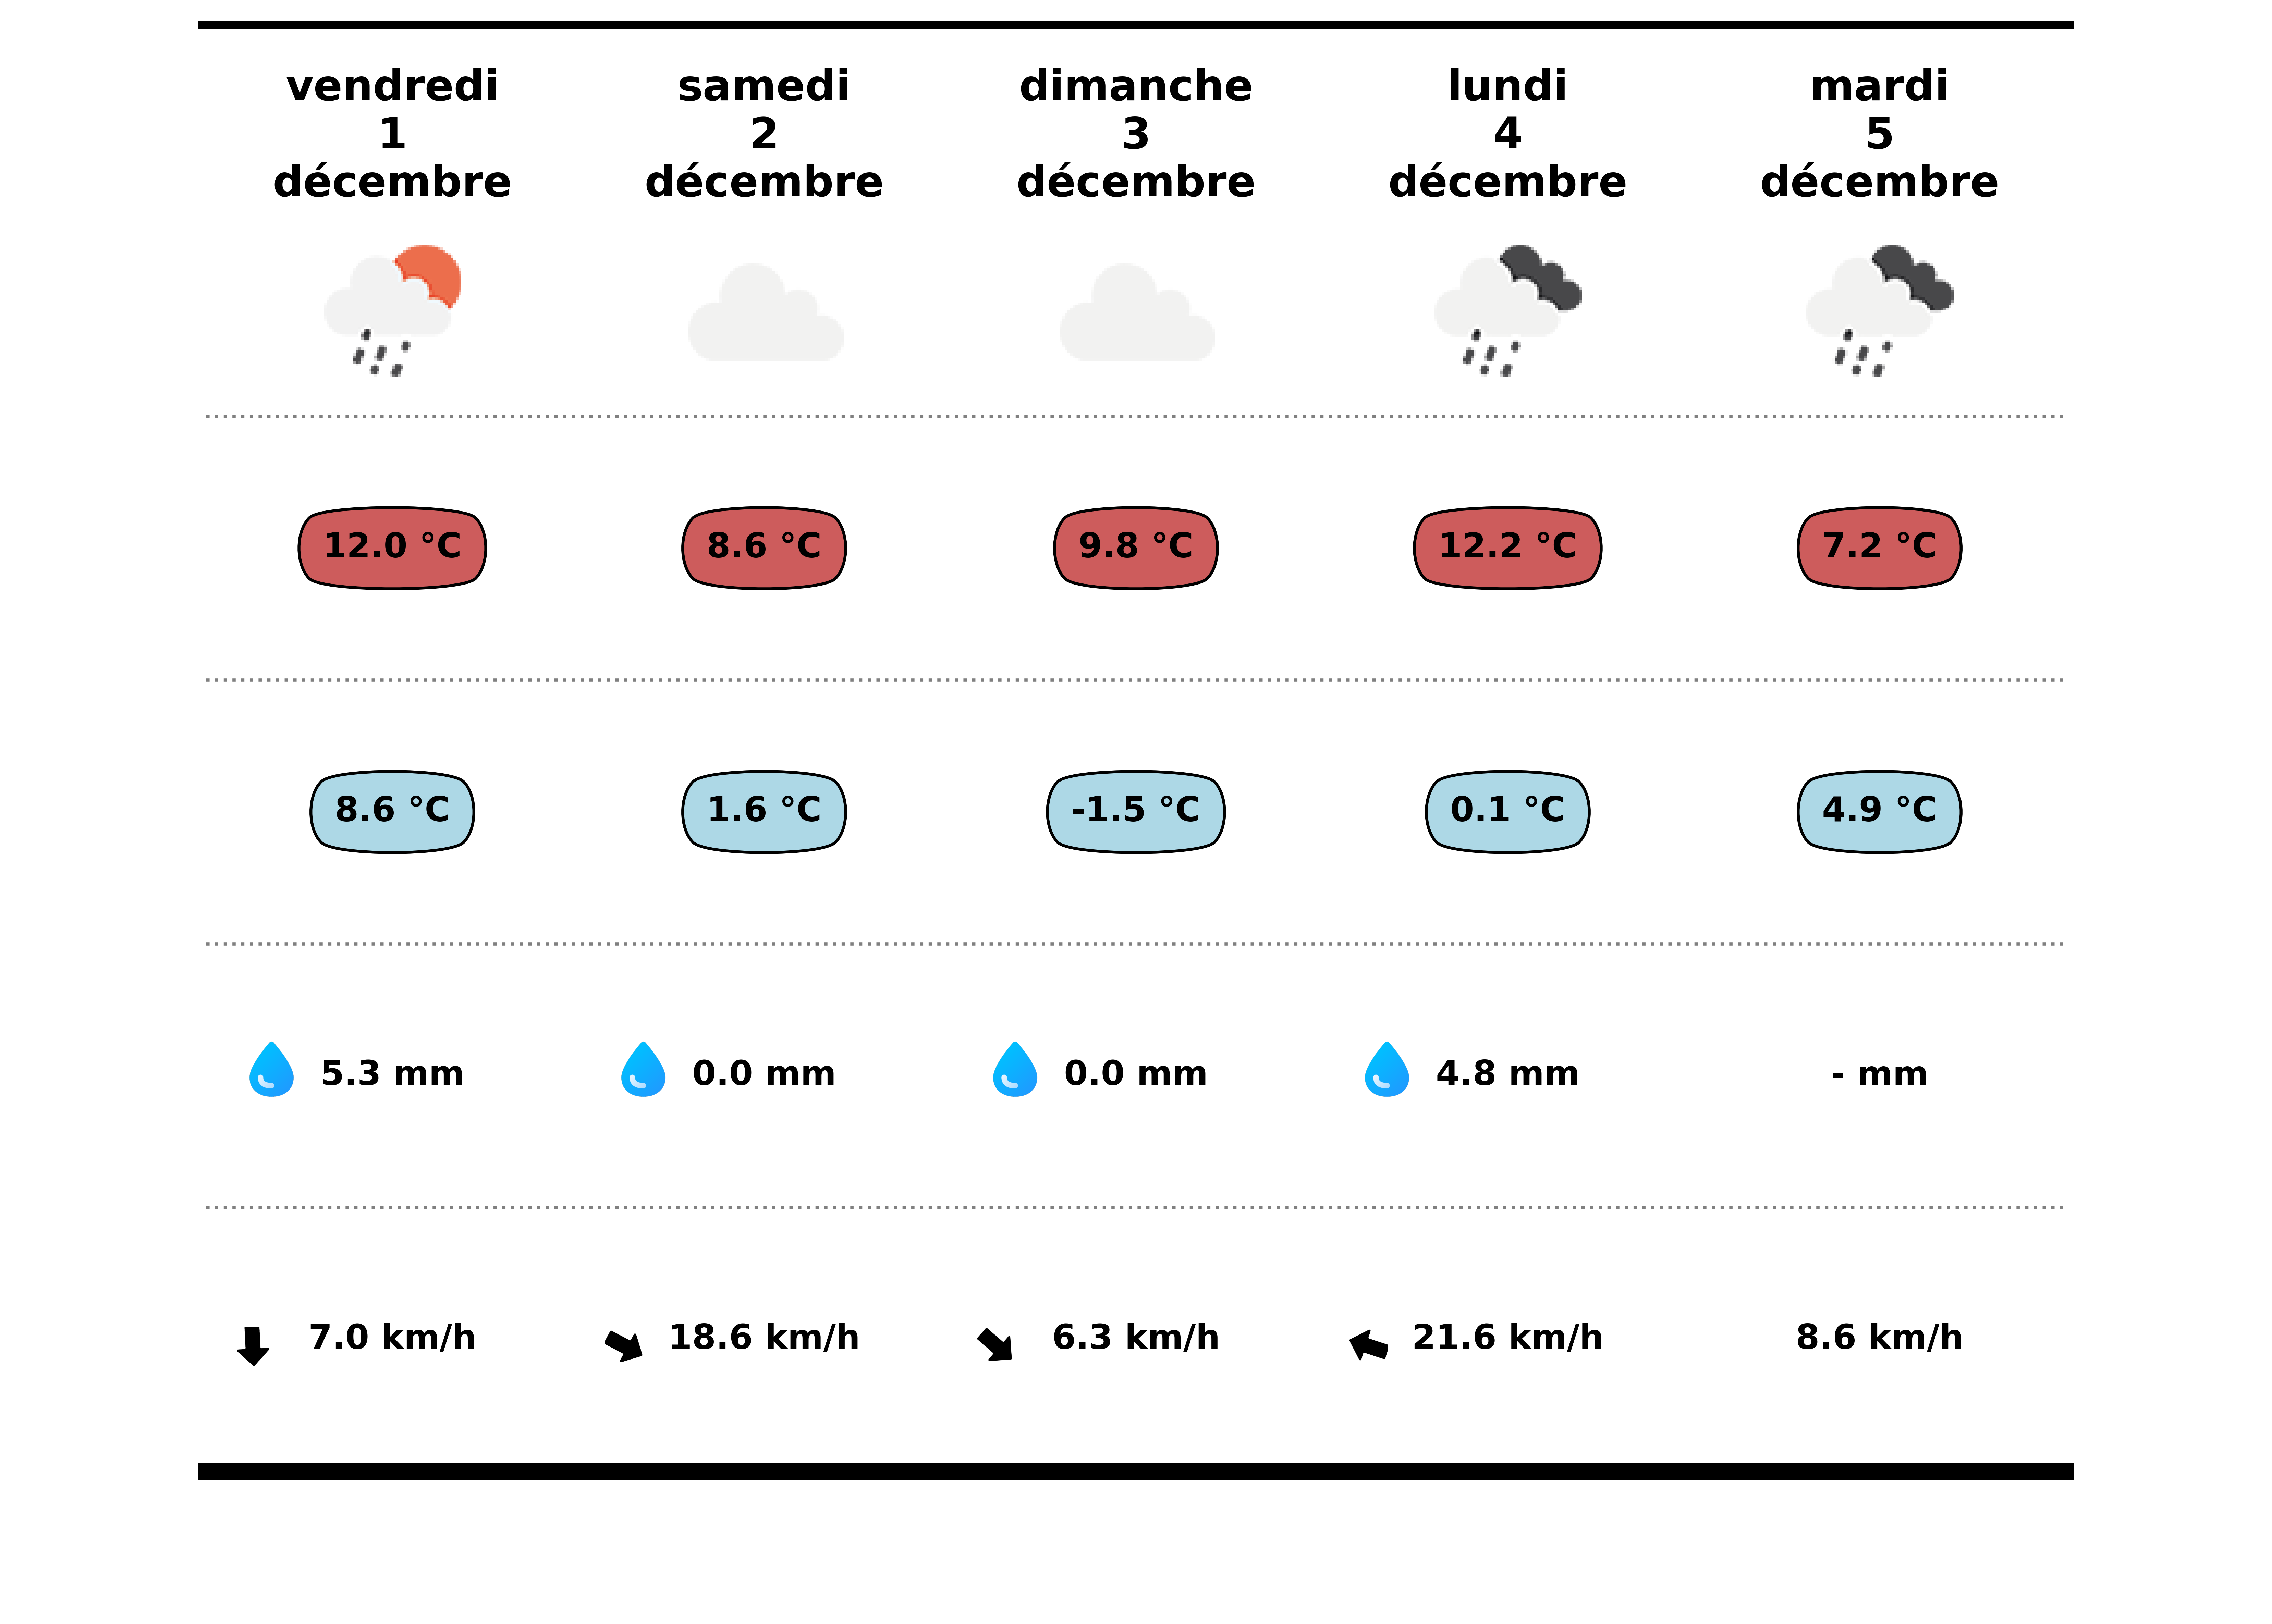 vendredi
1
décembre
samedi
2
décembre
dimanche
3
décembre
lundi
4
décembre
mardi
5
décembre
12.0 °C
8.6 °C
9.8 °C
12.2 °C
7.2 °C
8.6 °C
1.6 °C
-1.5 °C
0.1 °C
4.9 °C
5.3 mm
0.0 mm
0.0 mm
4.8 mm
- mm
7.0 km/h
18.6 km/h
6.3 km/h
21.6 km/h
8.6 km/h